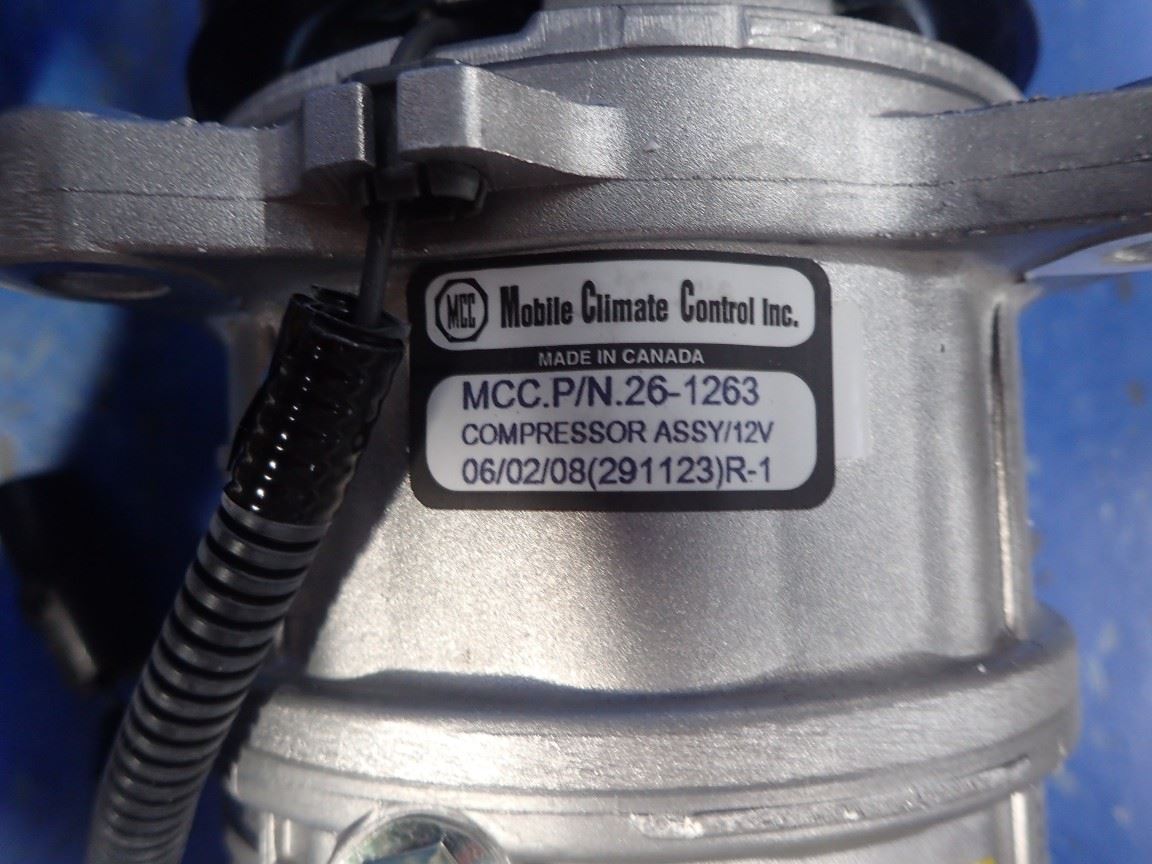 MCC Mobile Climate Control Inc.
MADE IN CANADA
MCC.P/N.26-1263
COMPRESSOR ASSY/12V
06/02/08(291123)R-1